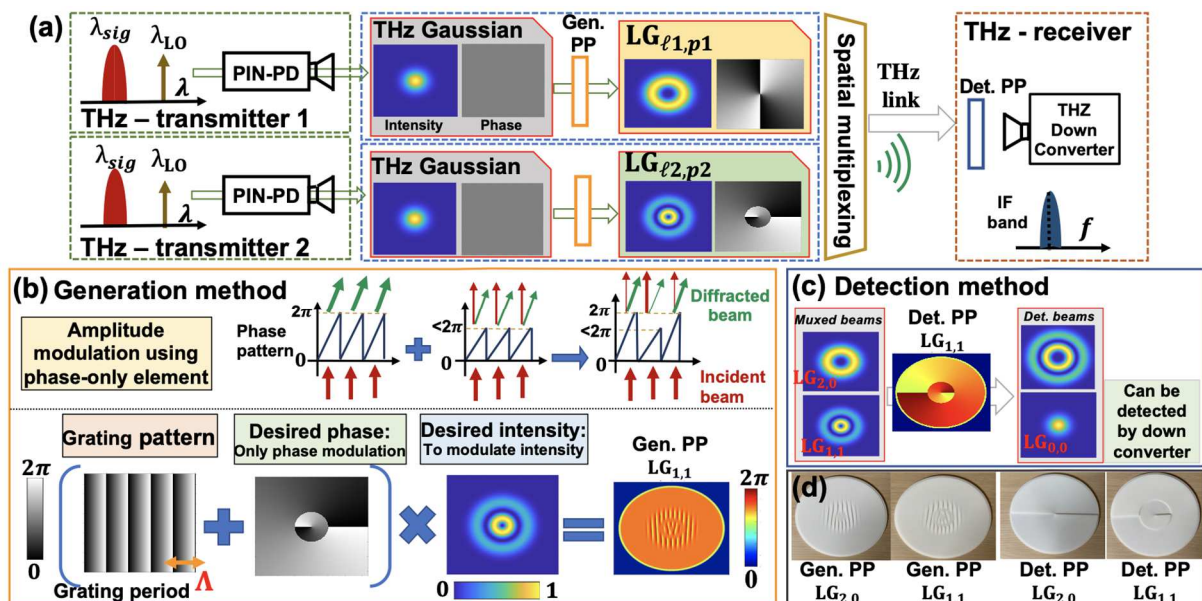 (a)
λsig
λLO
λ
PIN-PD
THz – transmitter 1
THz Gaussian
Intensity
Phase
Gen.
PP
LGℓ1,p1
λsig
λLO
λ
PIN-PD
THz – transmitter 2
THz Gaussian
LGℓ2,p2
Spatial multiplexing
THz
link
THz - receiver
Det. PP
THZ
Down
Converter
IF
band
f
(b) Generation method
Amplitude
modulation using
phase-only element
Phase
pattern
2π
0
2π
<2π
0
2π
<2π
0
Diffracted
beam
Incident
beam
Grating pattern
Desired phase:
Only phase modulation
Desired intensity:
To modulate intensity
Gen. PP
LG1,1
2π
0
Grating period
Λ
0
1
2π
0
(c) Detection method
Muxed beams
LG2,0
LG1,1
Det. PP
LG1,1
Det. beams
LG0,0
Can be
detected
by down
converter
(d)
Gen. PP
LG2,0
Gen. PP
LG1,1
Det. PP
LG2,0
Det. PP
LG1,1